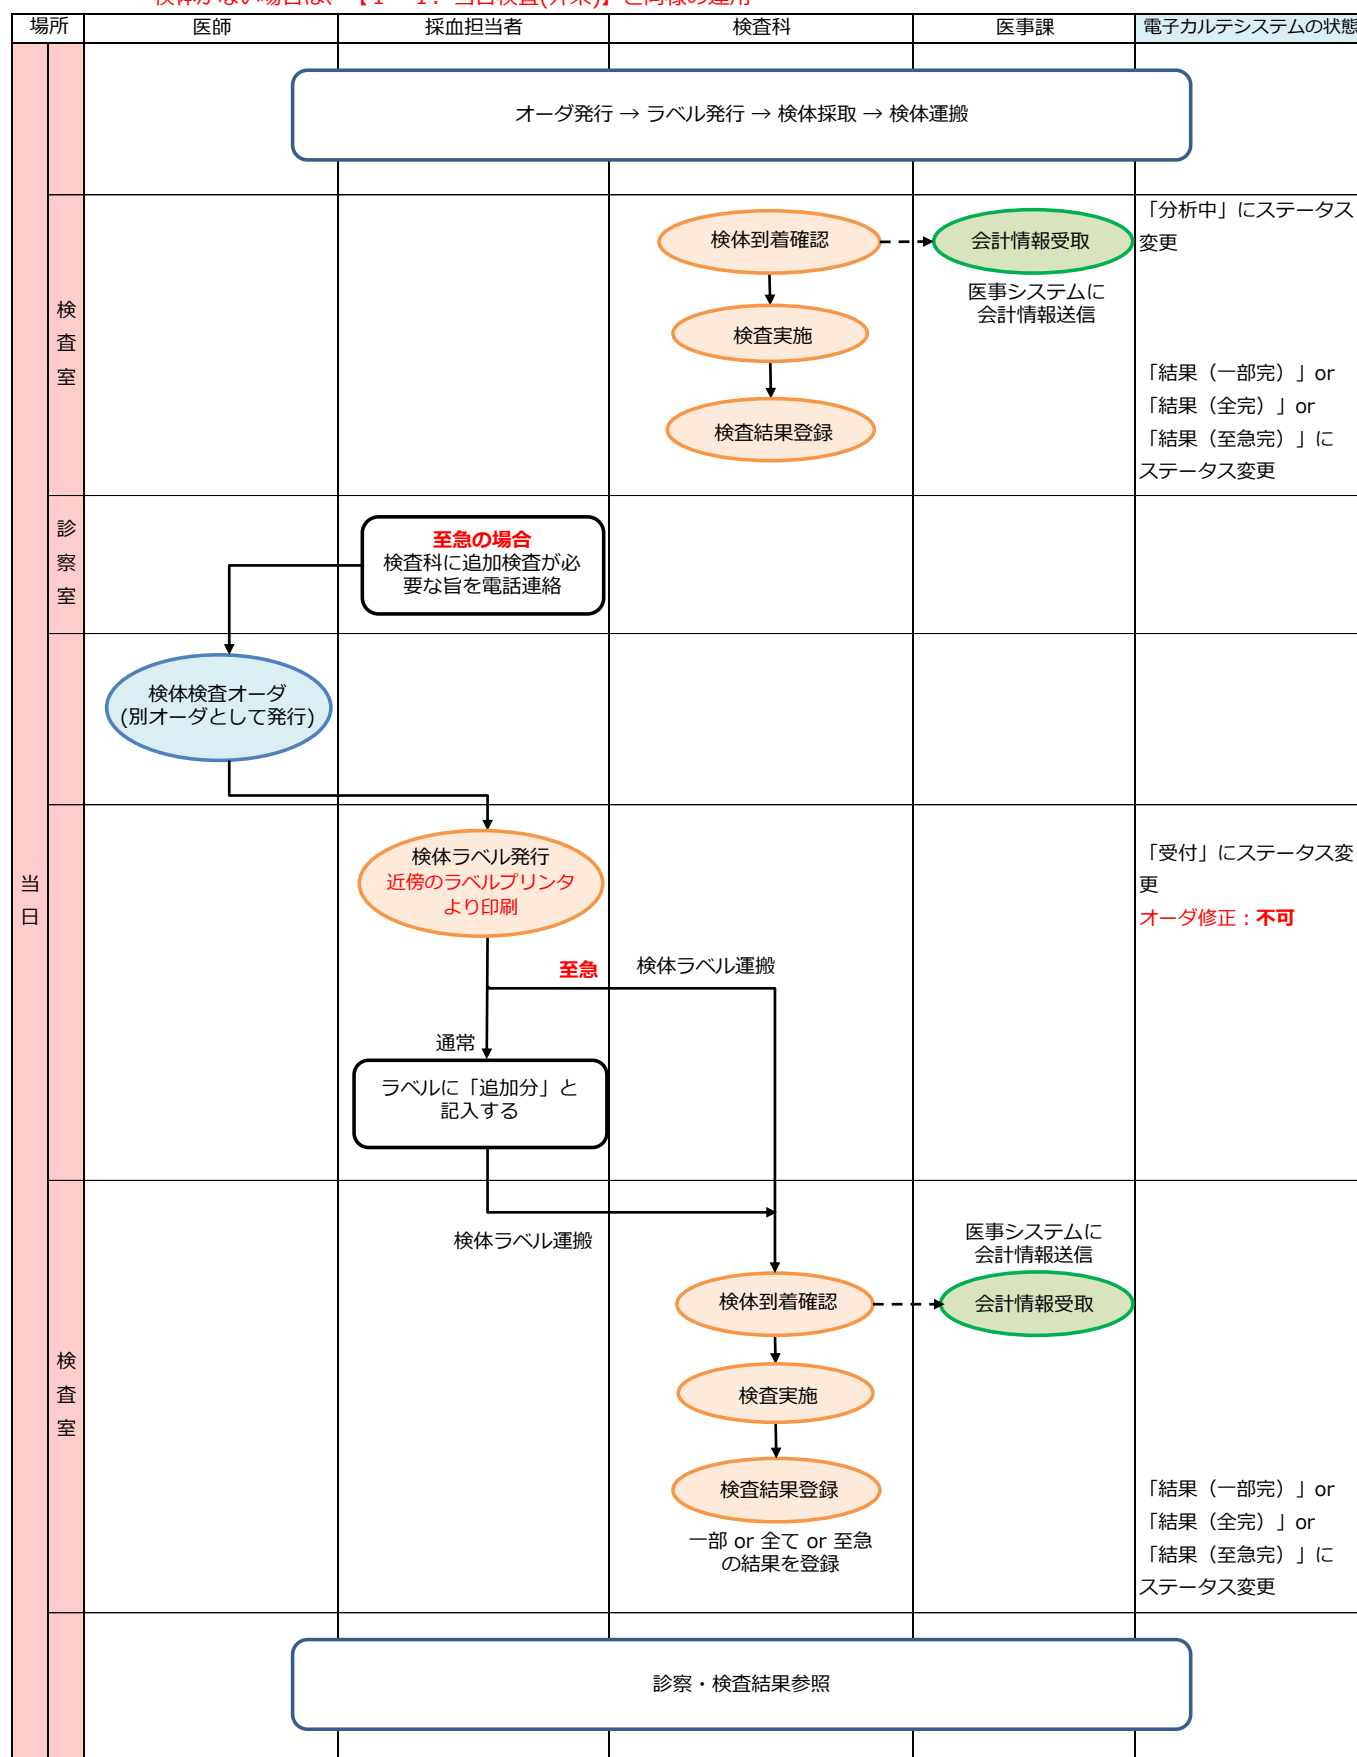 場所
医師
採血担当者
検査科
医事課
電子カルテシステムの状態
オーダ発行 → ラベル発行 → 検体採取 → 検体運搬
当
日
検
査
室
検体到着確認
会計情報受取
医事システムに
会計情報送信
検査実施
検査結果登録
「分析中」にステータス
変更
「結果（一部完）」or
「結果（全完）」or
「結果（至急完）」に
ステータス変更
診
察
室
至急の場合
検査科に追加検査が必
要な旨を電話連絡
検体検査オーダ
(別オーダとして発行)
検体ラベル発行
近傍のラベルプリンタ
より印刷
「受付」にステータス変
更
オーダ修正：不可
至急
検体ラベル運搬
通常
ラベルに「追加分」と
記入する
検体ラベル運搬
検
査
室
医事システムに
会計情報送信
検体到着確認
会計情報受取
検査実施
検査結果登録
一部 or 全て or 至急
の結果を登録
「結果（一部完）」or
「結果（全完）」or
「結果（至急完）」に
ステータス変更
診察・検査結果参照